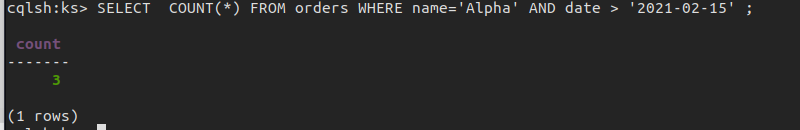 cqlsh:ks> SELECT  COUNT(*) FROM orders WHERE name='Alpha' AND date > '2021-02-15' ;
count
-------
3
(1 rows)